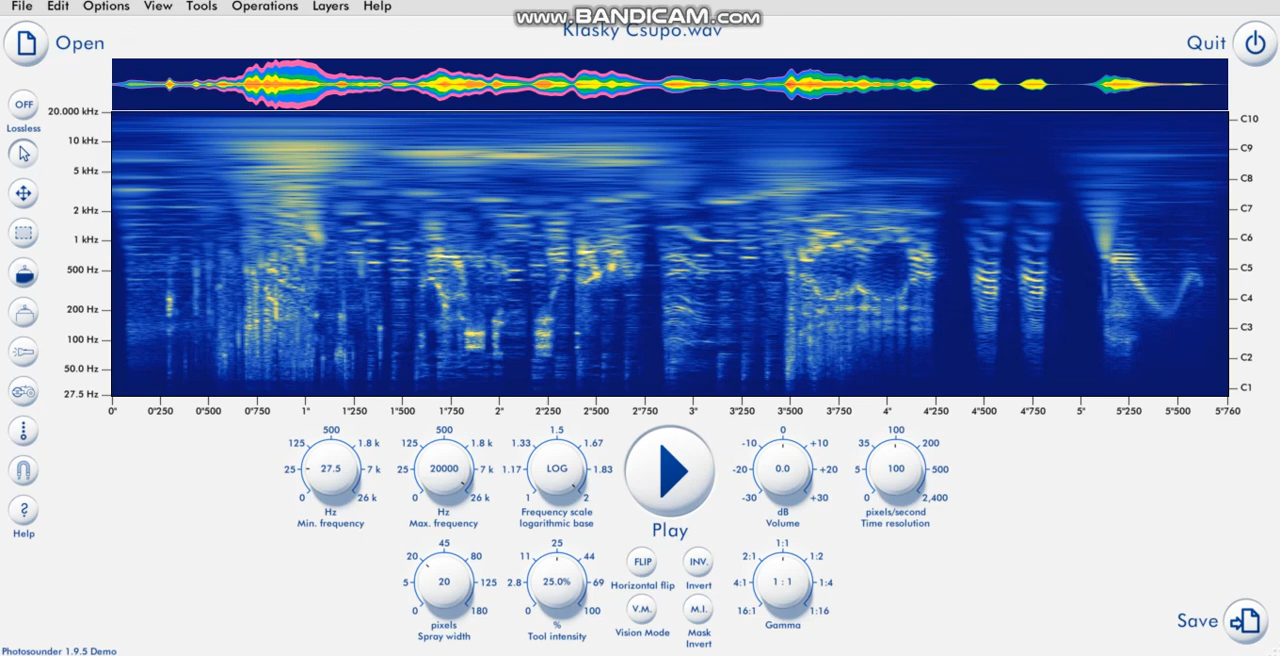 File Edit Options View Tools Operations Layers Help
www.BANDICAM.com
Klasky Csupo.wav
Open
Quit
OFF
Lossless
20.000 kHz
10 kHz
5 kHz
2 kHz
1 kHz
500 Hz
200 Hz
100 Hz
50.0 Hz
27.5 Hz
C10
C9
C8
C7
C6
C5
C4
C3
C2
C1
0" 0"250 0"500 0"750 1" 1"250 1"500 1"750 2" 2"250 2"500 2"750 3" 3"250 3"500 3"750 4" 4"250 4"500 4"750 5" 5"250 5"500 5"760
?
Help
500
125 1.8 k
25 27.5 7 k
0 26 k
Hz
Min. frequency
500
125 1.8 k
25 20000 7 k
0 26 k
Hz
Max. frequency
1.5
1.33 1.67
1.17 LOG 1.83
1 2
Frequency scale
logarithmic base
Play
0
-10 +10
-20 0.0 +20
-30 +30
dB
Volume
100
35 200
5 100 500
0 2,400
pixels/second
Time resolution
45
20 80
5 20 125
0 180
pixels
Spray width
25
11 44
2.8 25.0% 69
0 100
%
Tool intensity
FLIP
Horizontal flip
INV.
Invert
V.M.
Vision Mode
M.I.
Mask
Invert
1:1
2:1 1:2
4:1 1 : 1 1:4
16:1 1:16
Gamma
Save
Photosounder 1.9.5 Demo